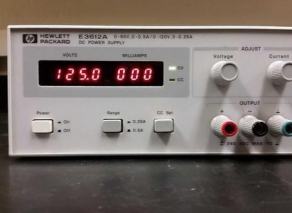 HEWLETT
PACKARD
E3612A 0-60V,0-0.5A/0-120V,0-0.25A
DC POWER SUPPLY
VOLTS MILLIAMPS
125.0 000
CV
CC
ADJUST
Voltage Current
Power Range CC Set
On 0.25A
Off 0.5A
OUTPUT
+ - +